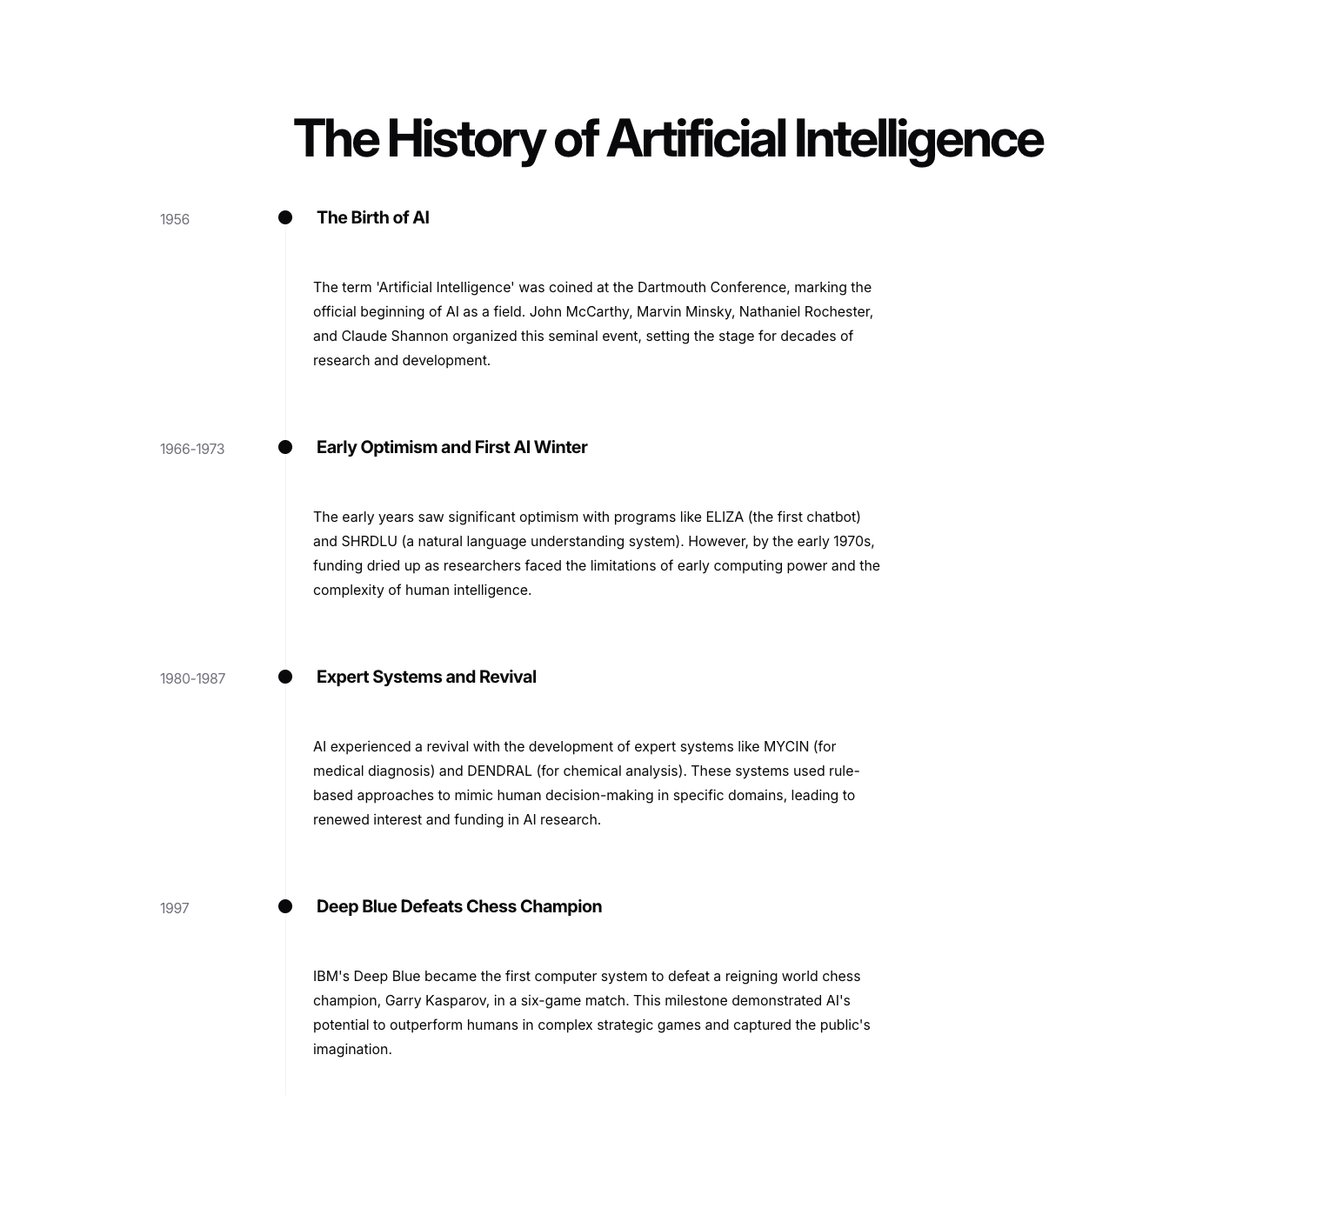 The History of Artificial Intelligence
1956
The Birth of AI
The term 'Artificial Intelligence' was coined at the Dartmouth Conference, marking the
official beginning of AI as a field. John McCarthy, Marvin Minsky, Nathaniel Rochester,
and Claude Shannon organized this seminal event, setting the stage for decades of
research and development.
1966-1973
Early Optimism and First AI Winter
The early years saw significant optimism with programs like ELIZA (the first chatbot)
and SHRDLU (a natural language understanding system). However, by the early 1970s,
funding dried up as researchers faced the limitations of early computing power and the
complexity of human intelligence.
1980-1987
Expert Systems and Revival
AI experienced a revival with the development of expert systems like MYCIN (for
medical diagnosis) and DENDRAL (for chemical analysis). These systems used rule-
based approaches to mimic human decision-making in specific domains, leading to
renewed interest and funding in AI research.
1997
Deep Blue Defeats Chess Champion
IBM's Deep Blue became the first computer system to defeat a reigning world chess
champion, Garry Kasparov, in a six-game match. This milestone demonstrated AI's
potential to outperform humans in complex strategic games and captured the public's
imagination.